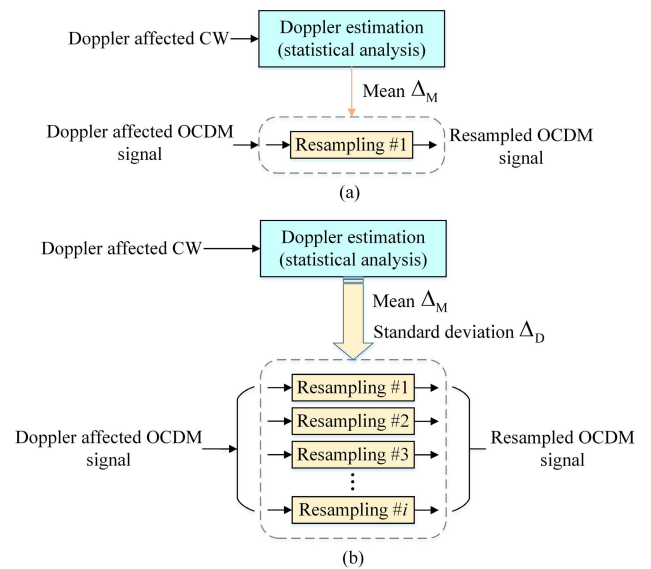 Doppler affected CW
Doppler estimation
(statistical analysis)
Mean Δ_M
Doppler affected OCDM
signal
Resampling #1
Resampled OCDM
signal
(a)
Doppler affected CW
Doppler estimation
(statistical analysis)
Mean Δ_M
Standard deviation Δ_D
Doppler affected OCDM
signal
Resampling #1
Resampling #2
Resampling #3
⋮
Resampling #i
Resampled OCDM
signal
(b)